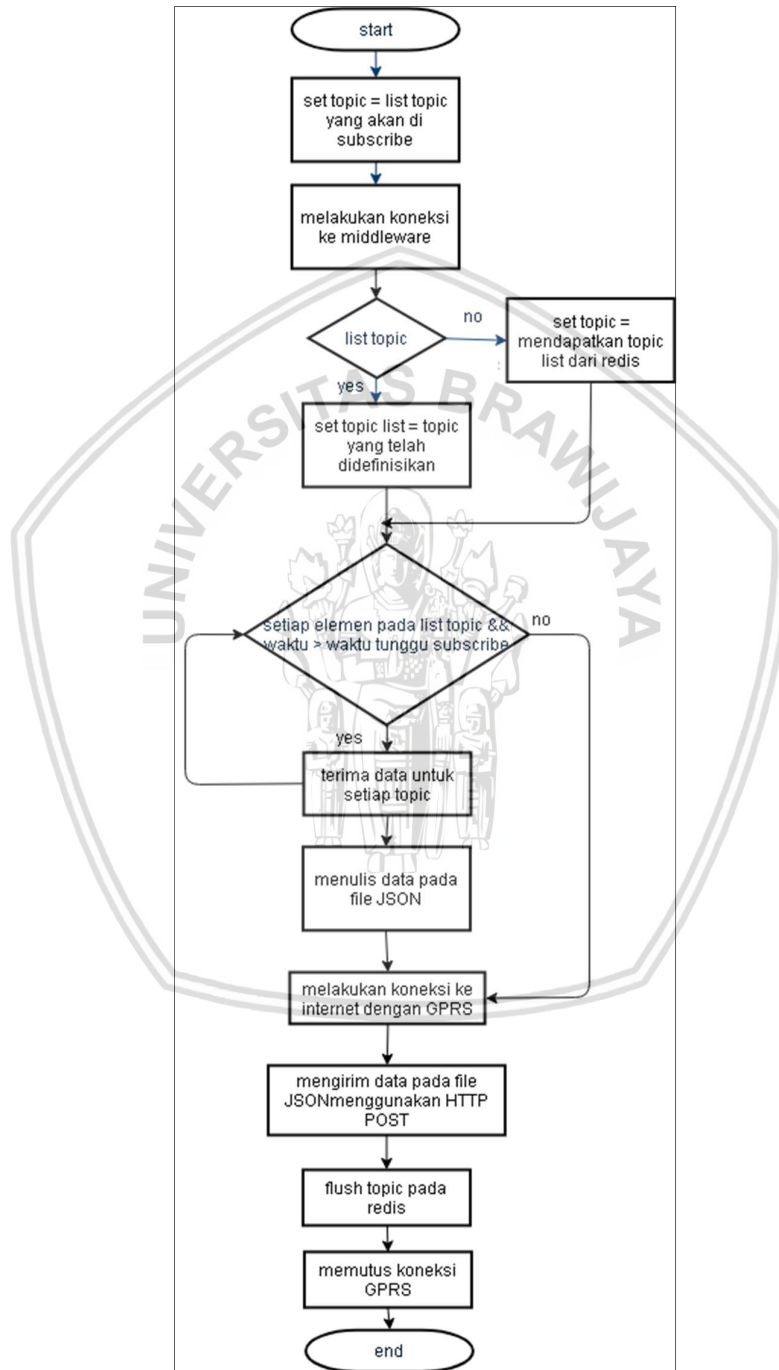 start
set topic = list topic
yang akan di
subscribe
melakukan koneksi
ke middleware
list topic
no
set topic =
mendapatkan topic
list dari redis
yes
set topic list = topic
yang telah
didefinisikan
setiap elemen pada list topic &&
waktu > waktu tunggu subscribe
no
yes
terima data untuk
setiap topic
menulis data pada
file JSON
melakukan koneksi ke
internet dengan GPRS
mengirim data pada file
JSONmenggunakan HTTP
POST
flush topic pada
redis
memutus koneksi
GPRS
end
UNIVERSITAS BRAWIJAYA